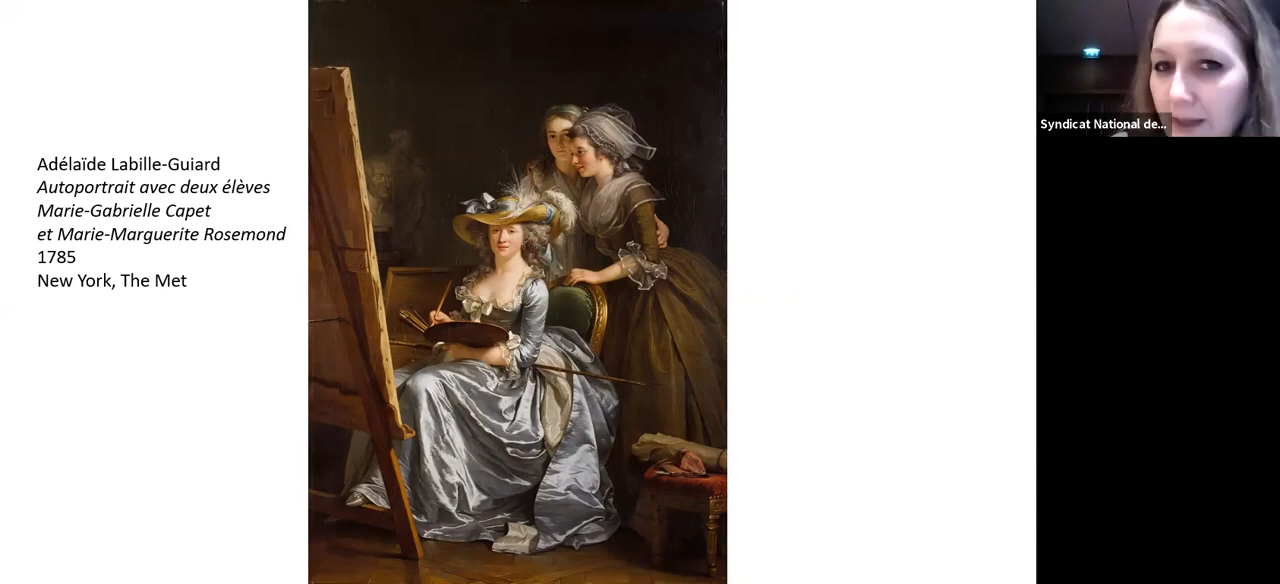 Adélaïde Labille-Guiard
Autoportrait avec deux élèves
Marie-Gabrielle Capet
et Marie-Marguerite Rosemond
1785
New York, The Met
Syndicat National de...